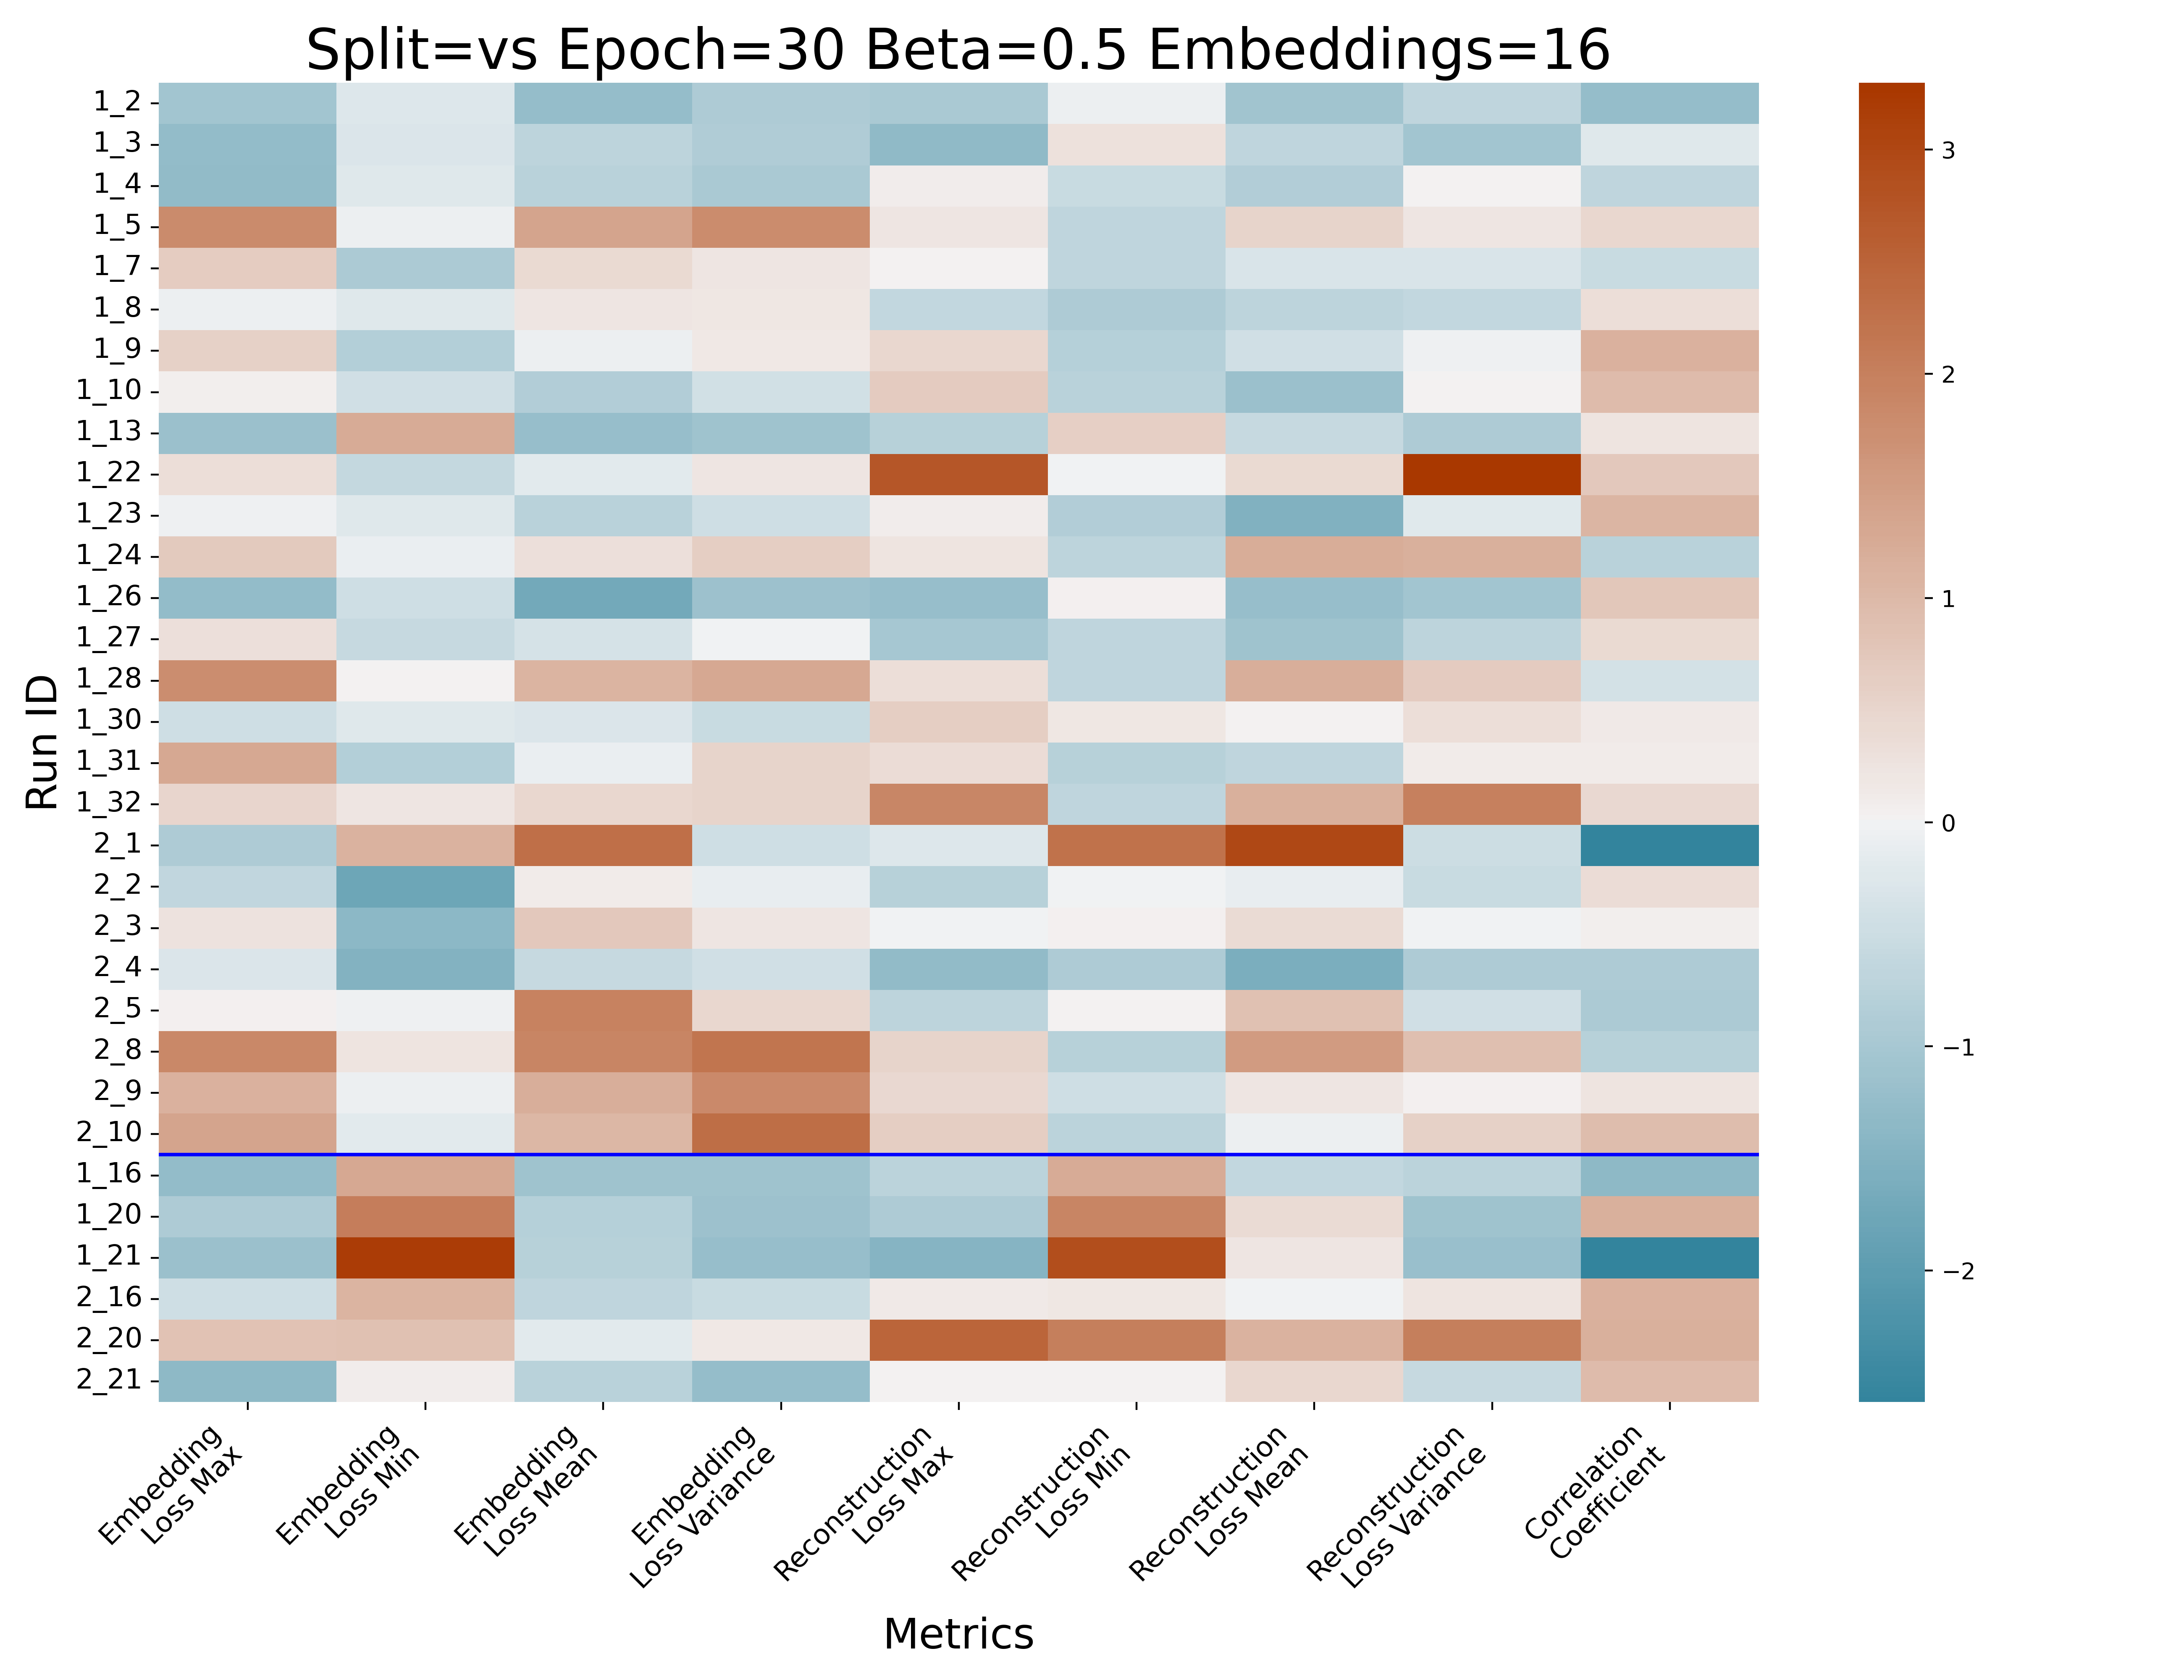 Split=vs Epoch=30 Beta=0.5 Embeddings=16
Run ID
1_2
1_3
1_4
1_5
1_7
1_8
1_9
1_10
1_13
1_22
1_23
1_24
1_26
1_27
1_28
1_30
1_31
1_32
2_1
2_2
2_3
2_4
2_5
2_8
2_9
2_10
1_16
1_20
1_21
2_16
2_20
2_21
Embedding
Loss Max
Embedding
Loss Min
Embedding
Loss Mean
Embedding
Loss Variance
Reconstruction
Loss Max
Reconstruction
Loss Min
Reconstruction
Loss Mean
Reconstruction
Loss Variance
Correlation
Coefficient
Metrics
3
2
1
0
−1
−2